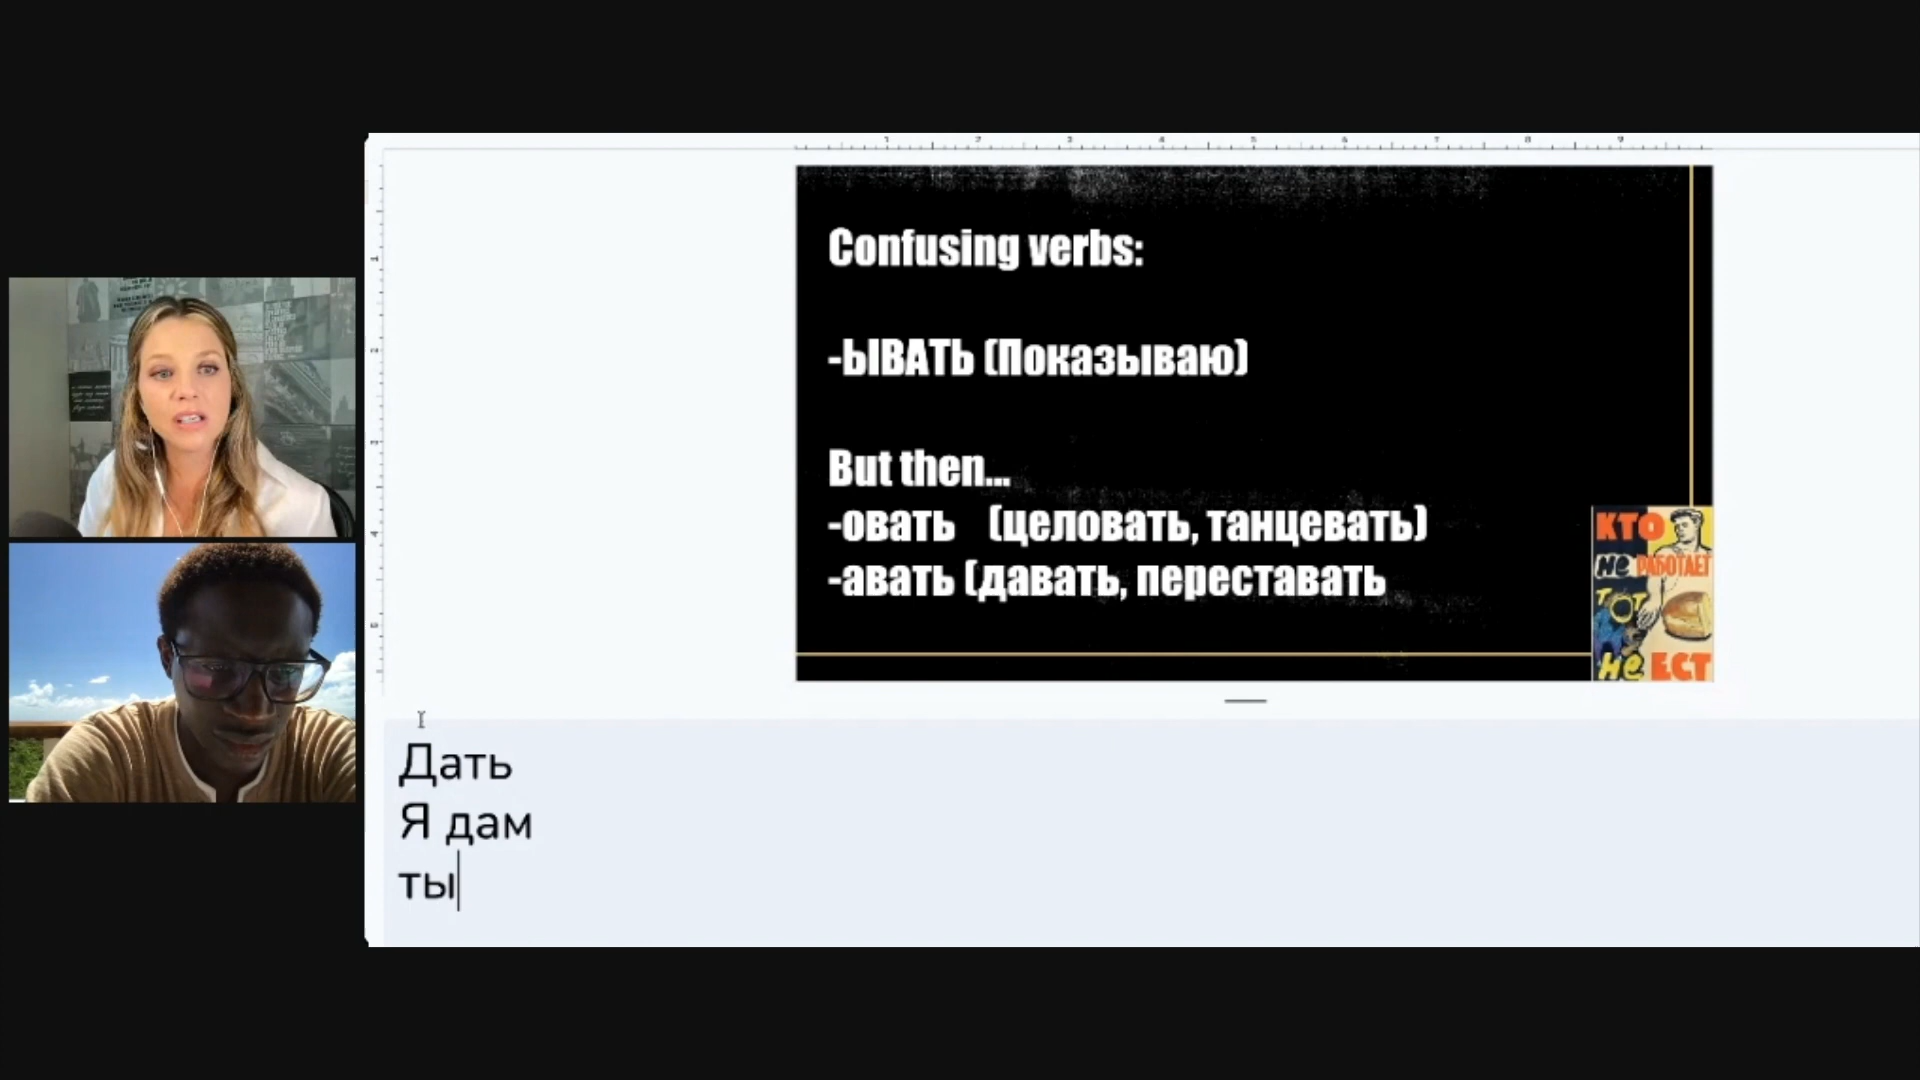 Confusing verbs:
-ЫВАТЬ (Показываю)
But then...
-овать (целовать, танцевать)
-авать (давать, переставать
КТО
не РАБОТАЕТ
ТОТ
не ЕСТ
Дать
Я дам
ты